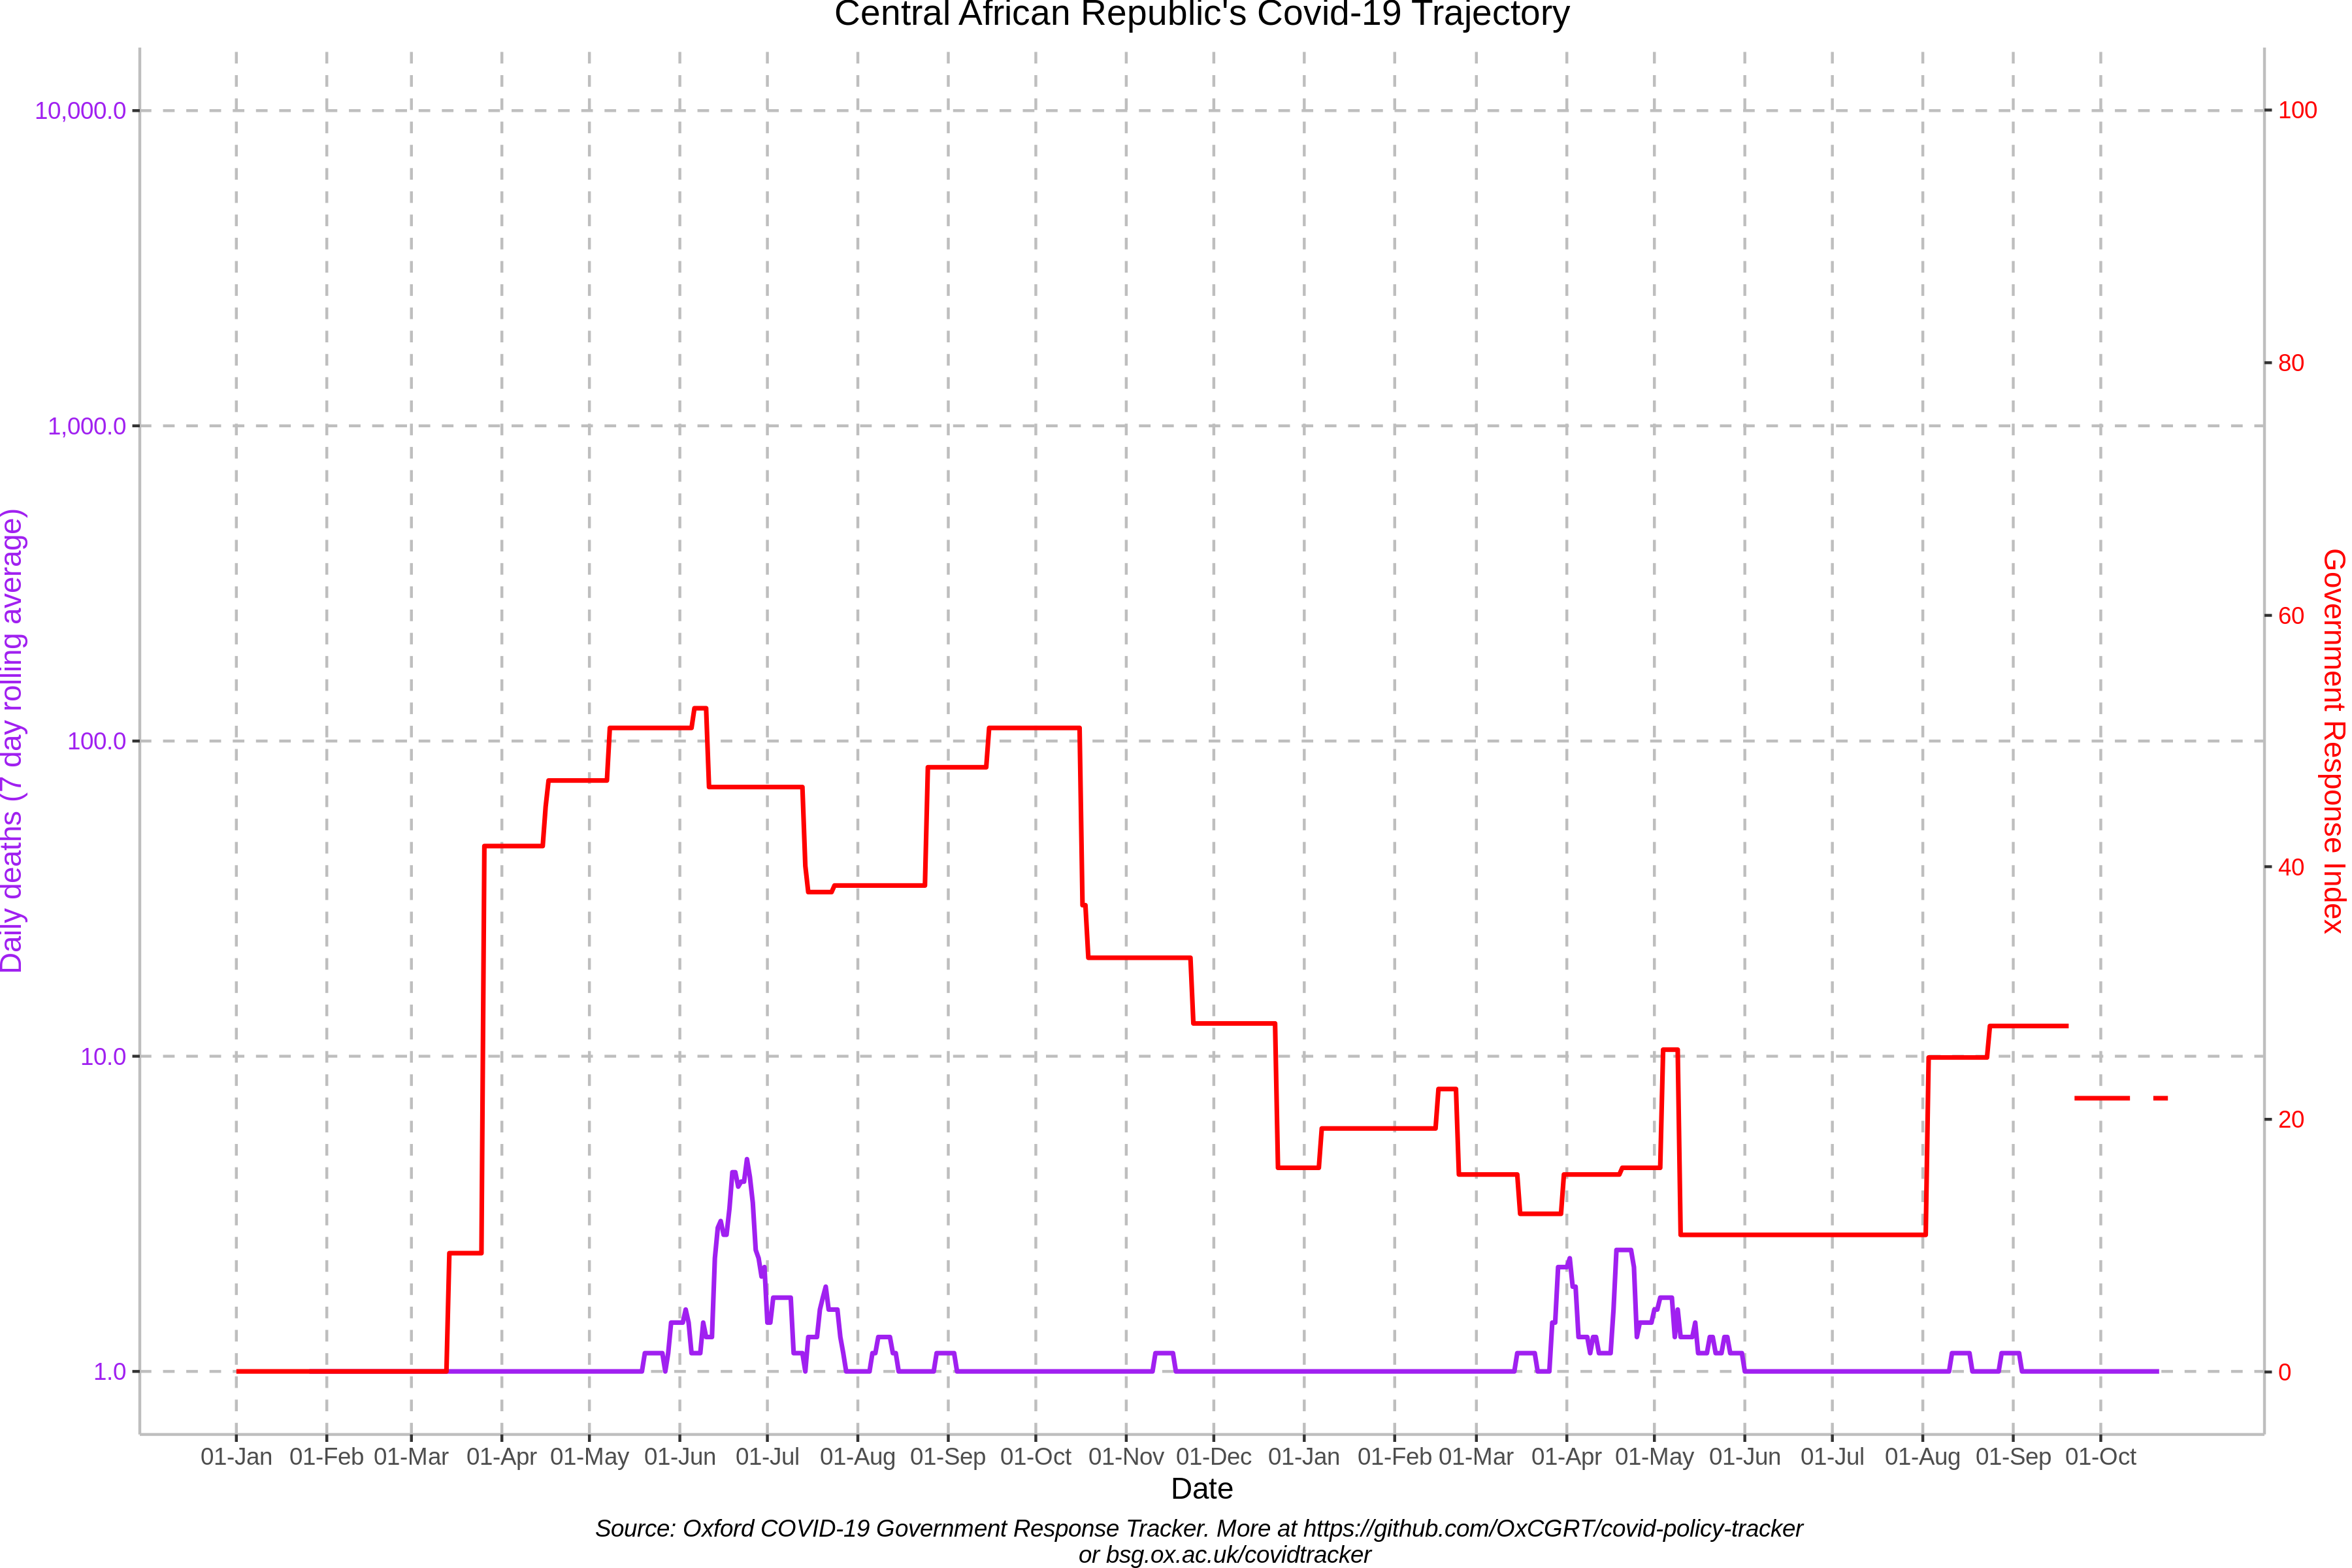 Central African Republic's Covid-19 Trajectory
10,000.0
1,000.0
100.0
10.0
1.0
Daily deaths (7 day rolling average)
100
80
60
40
20
0
Government Response Index
01-Jan 01-Feb 01-Mar 01-Apr 01-May 01-Jun 01-Jul 01-Aug 01-Sep 01-Oct 01-Nov 01-Dec 01-Jan 01-Feb 01-Mar 01-Apr 01-May 01-Jun 01-Jul 01-Aug 01-Sep 01-Oct
Date
Source: Oxford COVID-19 Government Response Tracker. More at https://github.com/OxCGRT/covid-policy-tracker
or bsg.ox.ac.uk/covidtracker